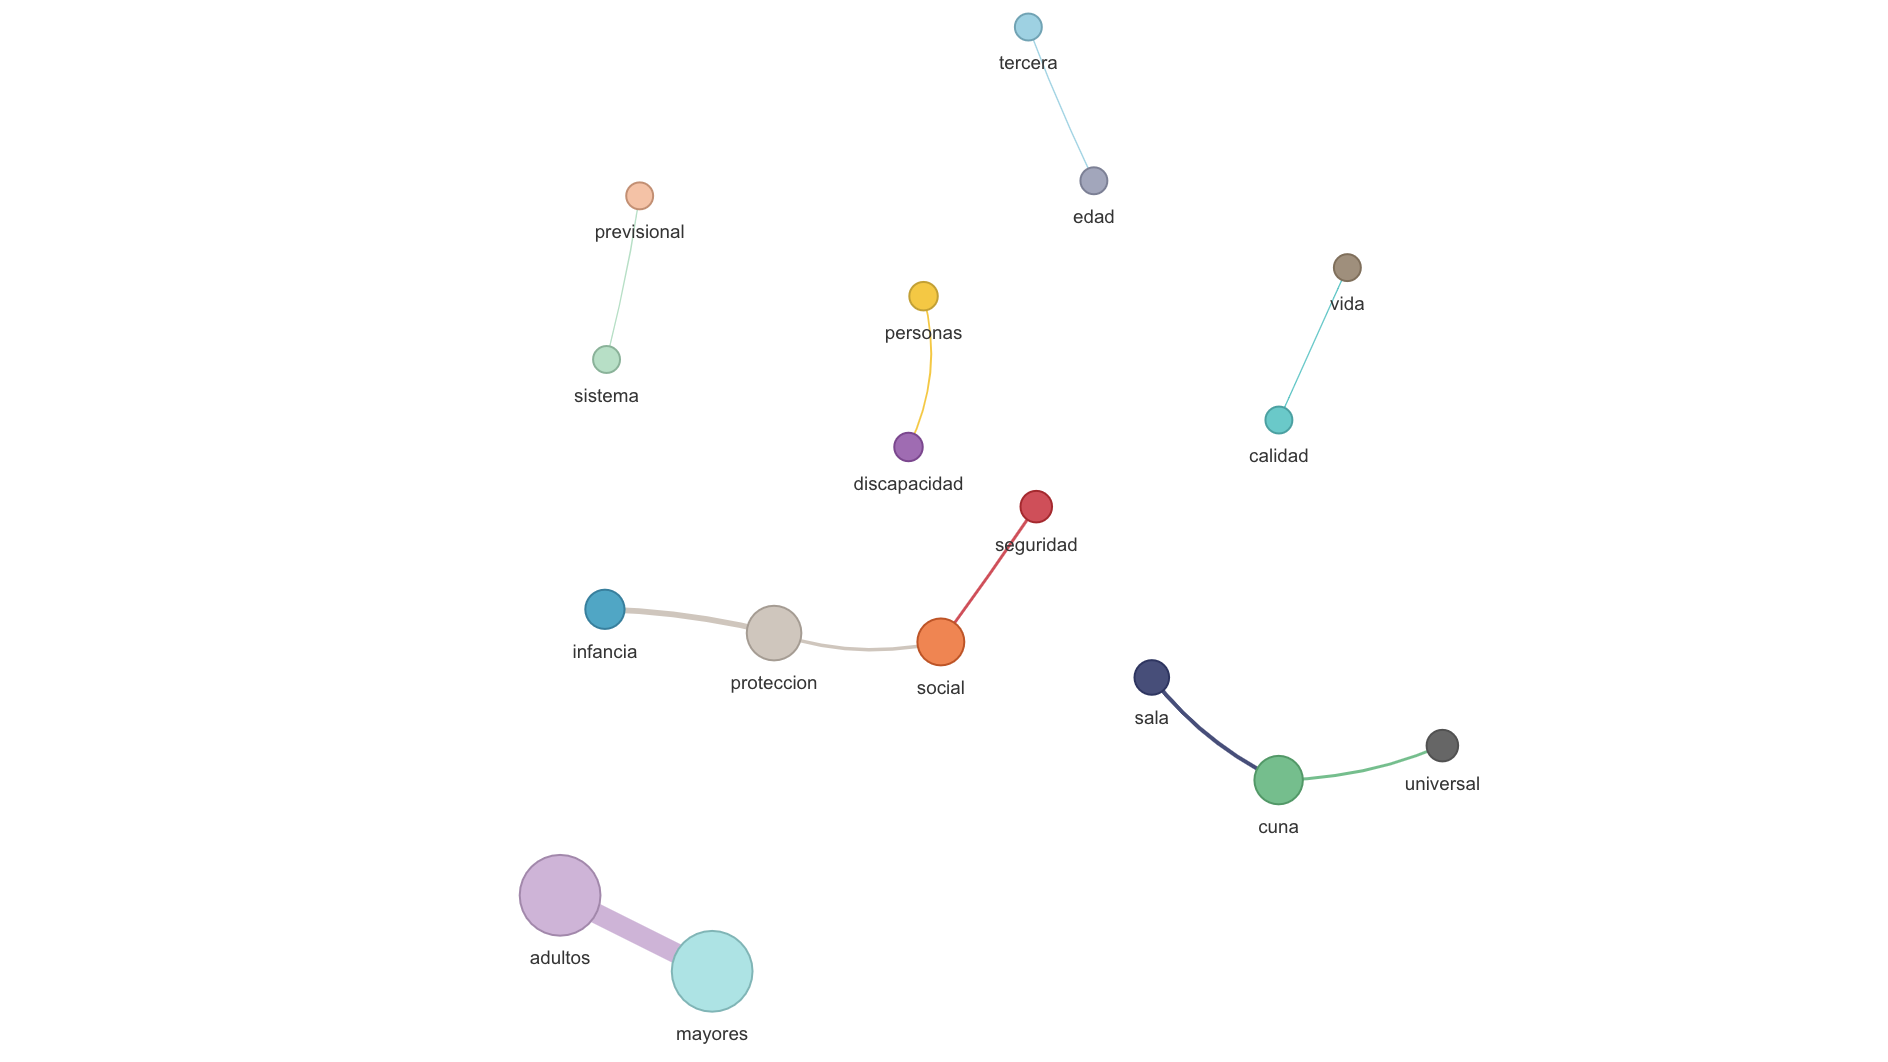 tercera
edad
previsional
vida
personas
sistema
calidad
discapacidad
seguridad
infancia
proteccion
social
sala
universal
cuna
adultos
mayores